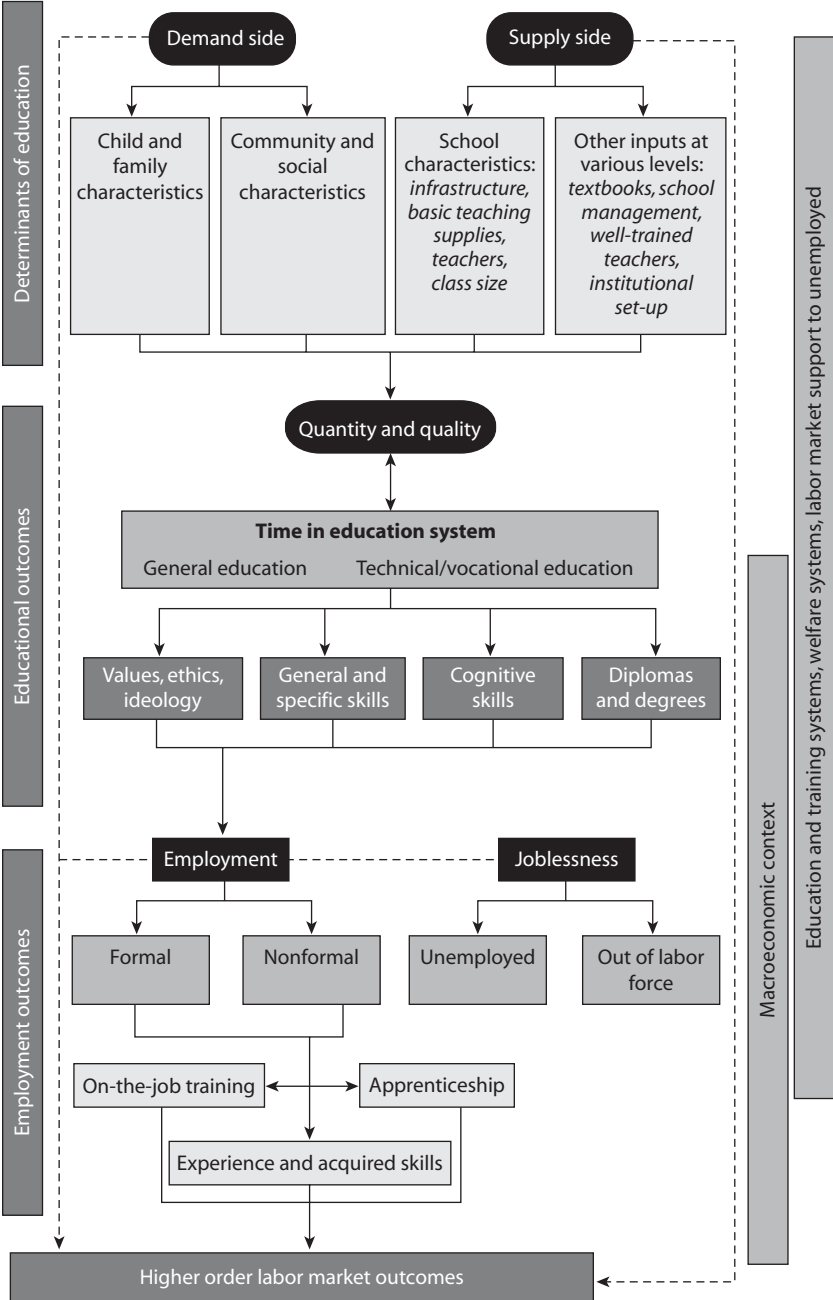 Determinants of education
Demand side
Supply side
Child and
family
characteristics
Community and
social
characteristics
School
characteristics:
infrastructure,
basic teaching
supplies,
teachers,
class size
Other inputs at
various levels:
textbooks, school
management,
well-trained
teachers,
institutional
set-up
Educational outcomes
Quantity and quality
Time in education system
General education
Technical/vocational education
Values, ethics,
ideology
General and
specific skills
Cognitive
skills
Diplomas
and degrees
Employment outcomes
Employment
Joblessness
Formal
Nonformal
Unemployed
Out of labor
force
On-the-job training
Apprenticeship
Experience and acquired skills
Higher order labor market outcomes
Macroeconomic context
Education and training systems, welfare systems, labor market support to unemployed